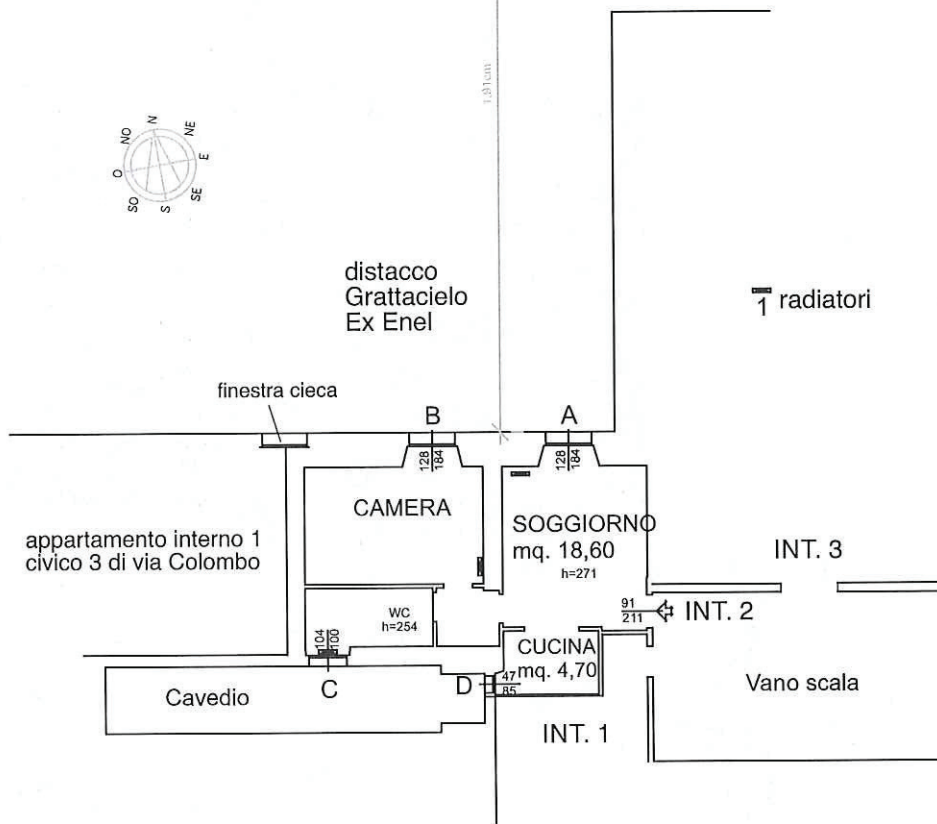 1.91cm
N
NO
NE
O
E
SO
SE
S
distacco
Grattacielo
Ex Enel
1 radiatori
finestra cieca
B
A
128
184
128
184
CAMERA
SOGGIORNO
mq. 18,60
h=271
appartamento interno 1
civico 3 di via Colombo
INT. 3
91
211
INT. 2
WC
h=254
104
100
CUCINA
mq. 4,70
C
D
47
85
Cavedio
Vano scala
INT. 1